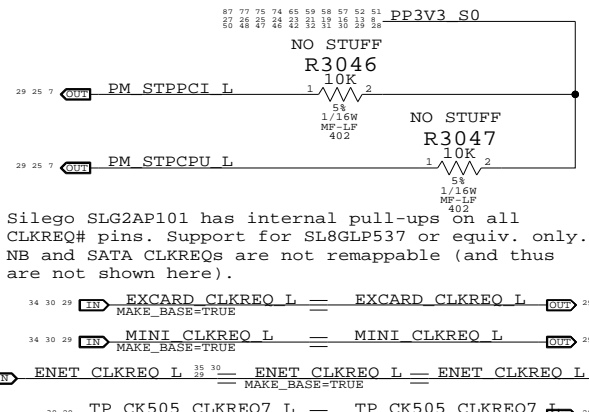 87 77 75 74 65 59 58 57 52 51
27 26 25 24 23 21 19 16 13 8 PP3V3 S0
50 48 47 46 42 32 31 30 29 28
NO STUFF
R3046
10K
29 25 7 OUT PM_STPPCI_L 1 2
5%
1/16W
MF-LF
402
NO STUFF
R3047
10K
29 25 7 OUT PM_STPCPU_L 1 2
5%
1/16W
MF-LF
402
Silego SLG2AP101 has internal pull-ups on all
CLKREQ# pins. Support for SL8GLP537 or equiv. only.
NB and SATA CLKREQs are not remappable (and thus
are not shown here).
34 30 29 IN EXCARD_CLKREQ_L EXCARD_CLKREQ_L OUT
MAKE_BASE=TRUE
34 30 29 IN MINI_CLKREQ_L MINI_CLKREQ_L OUT
MAKE_BASE=TRUE
ENET_CLKREQ_L 35 30 29 ENET_CLKREQ_L ENET_CLKREQ_L
MAKE_BASE=TRUE
TP_CK505_CLKREQ7_L TP_CK505_CLKREQ7_L